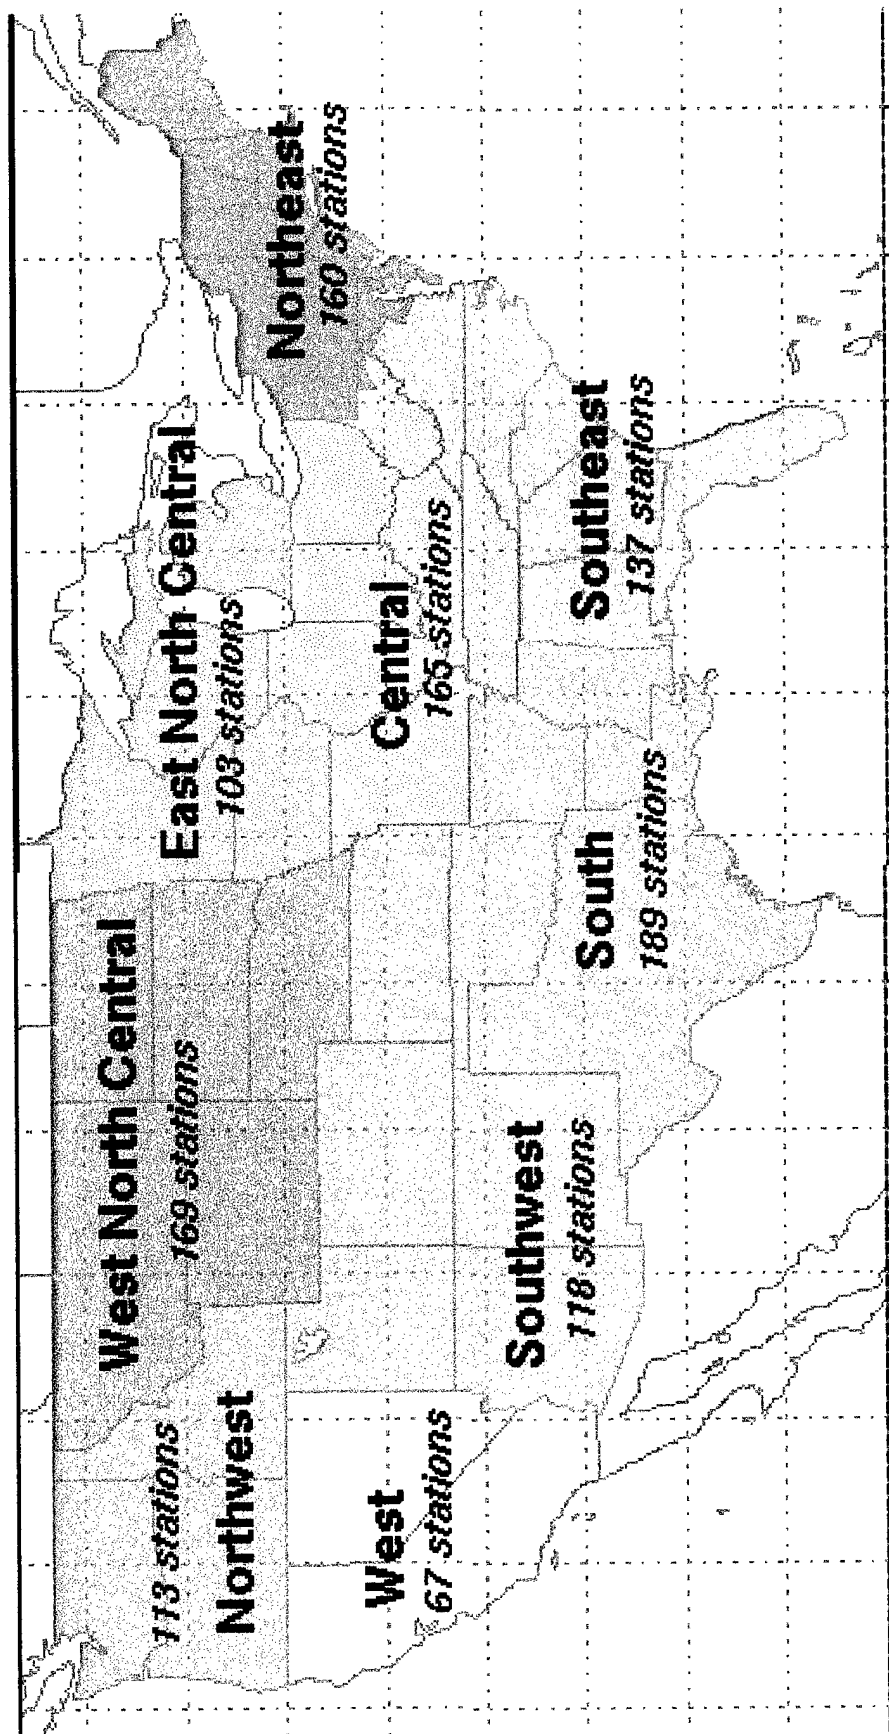 113 stations
Northwest
West North Central
169 stations
East North Central
103 stations
Northeast
160 stations
West
67 stations
Central
165 stations
Southwest
118 stations
South
189 stations
Southeast
137 stations